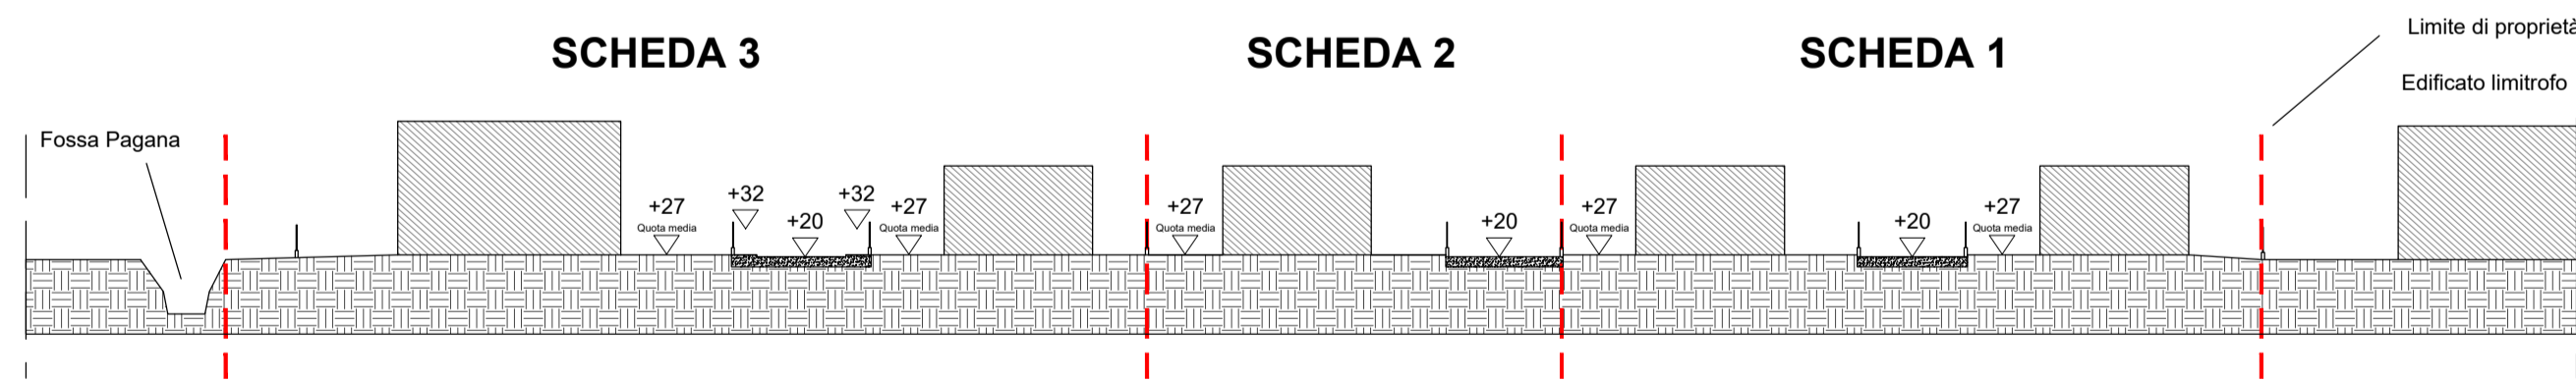 SCHEDA 3
SCHEDA 2
SCHEDA 1
Limite di proprietà
Edificato limitrofo
Fossa Pagana
+27
Quota media
+32
+20
+32
+27
Quota media
+27
Quota media
+20
+27
Quota media
+20
+27
Quota media